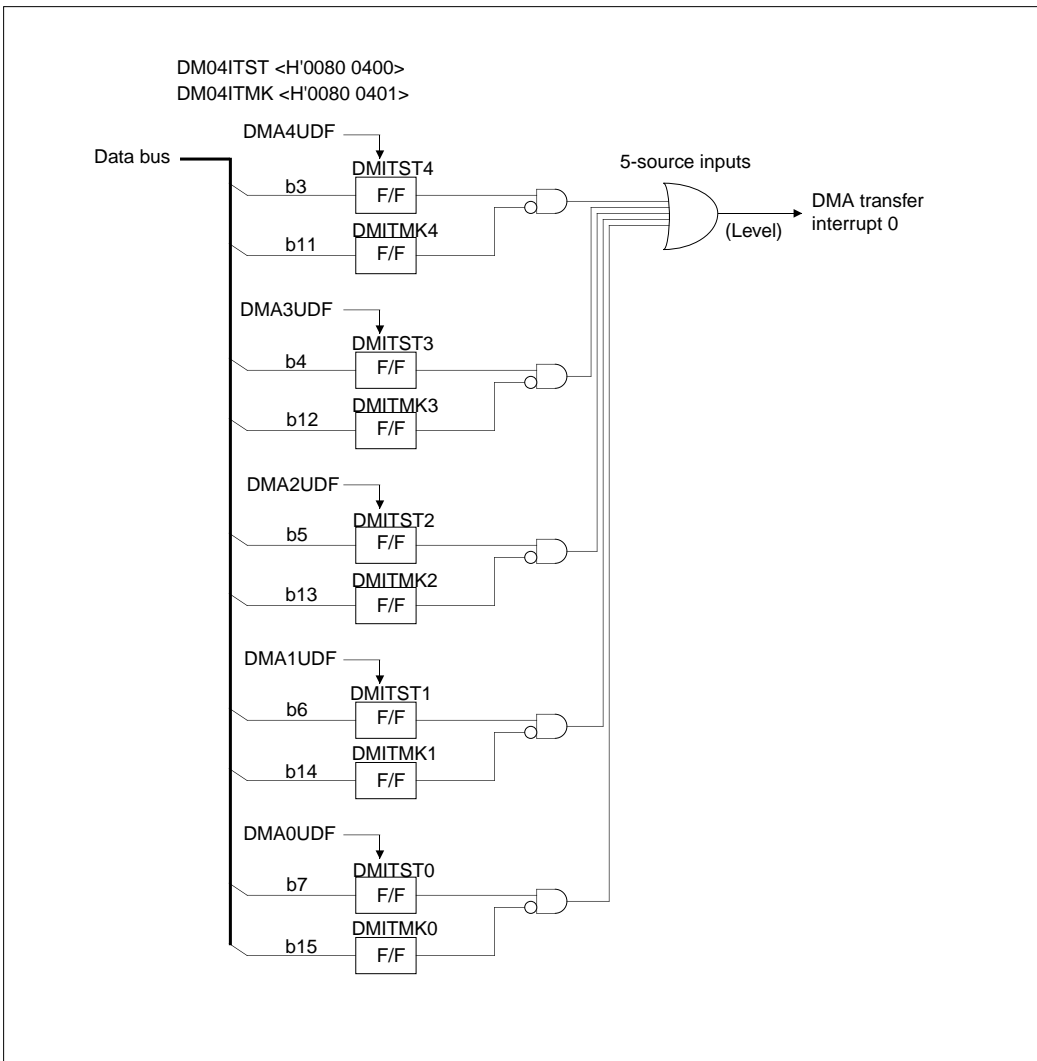 DM04ITST <H'0080 0400>
DM04ITMK <H'0080 0401>
DMA4UDF
Data bus
DMITST4
5-source inputs
b3
F/F
DMA transfer
interrupt 0
(Level)
DMITMK4
b11
F/F
DMA3UDF
DMITST3
b4
F/F
DMITMK3
b12
F/F
DMA2UDF
DMITST2
b5
F/F
DMITMK2
b13
F/F
DMA1UDF
DMITST1
b6
F/F
DMITMK1
b14
F/F
DMA0UDF
DMITST0
b7
F/F
DMITMK0
b15
F/F